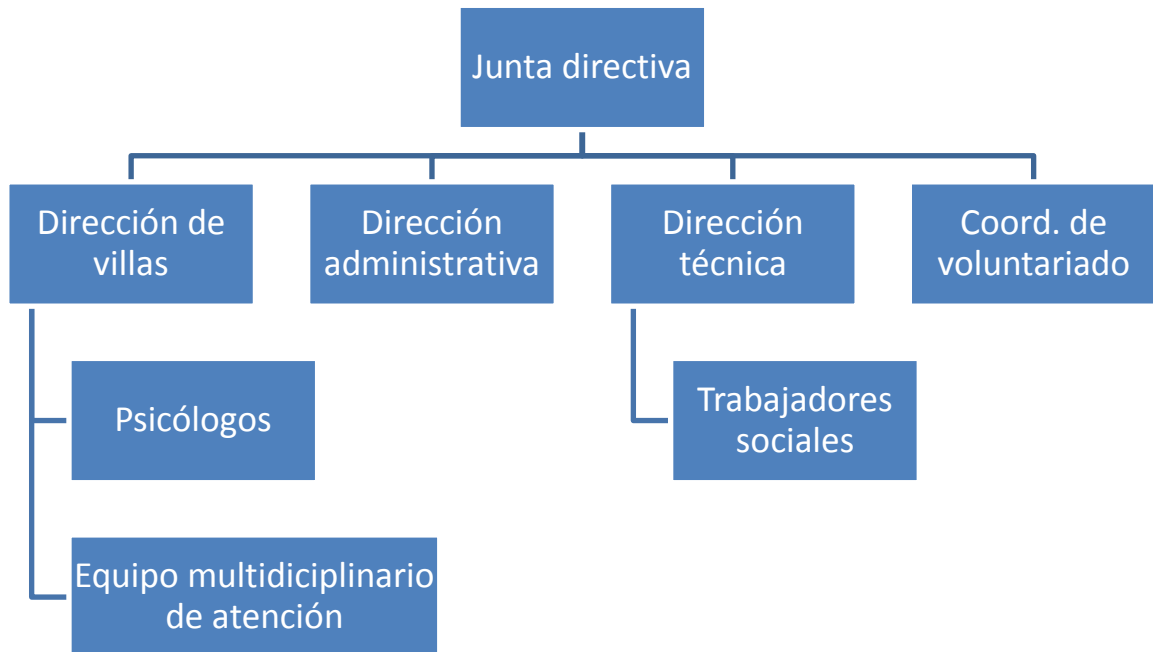 Junta directiva
Dirección de
villas
Dirección
administrativa
Dirección
técnica
Coord. de
voluntariado
Psicólogos
Trabajadores
sociales
Equipo multidiciplinario
de atención